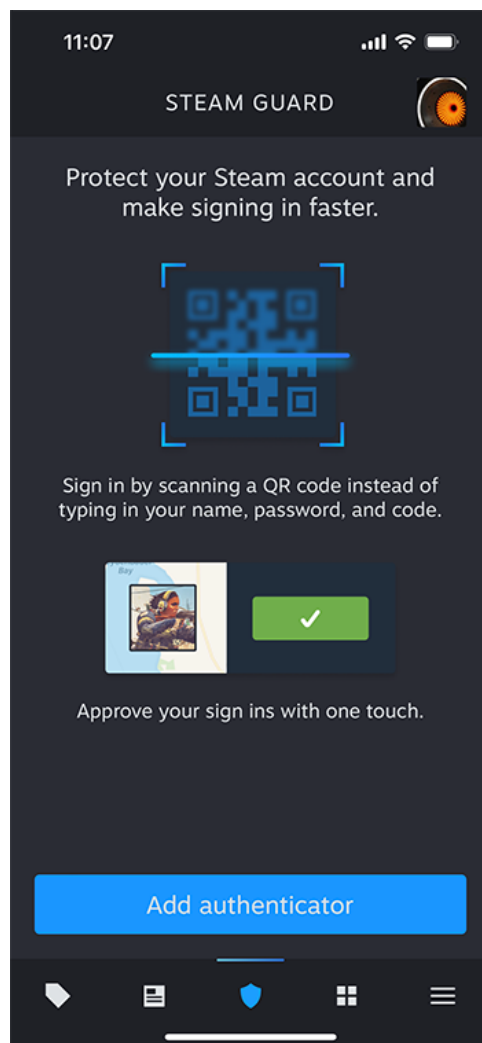 11:07
STEAM GUARD
Protect your Steam account and
make signing in faster.
Sign in by scanning a QR code instead of
typing in your name, password, and code.
Bay
Approve your sign ins with one touch.
Add authenticator